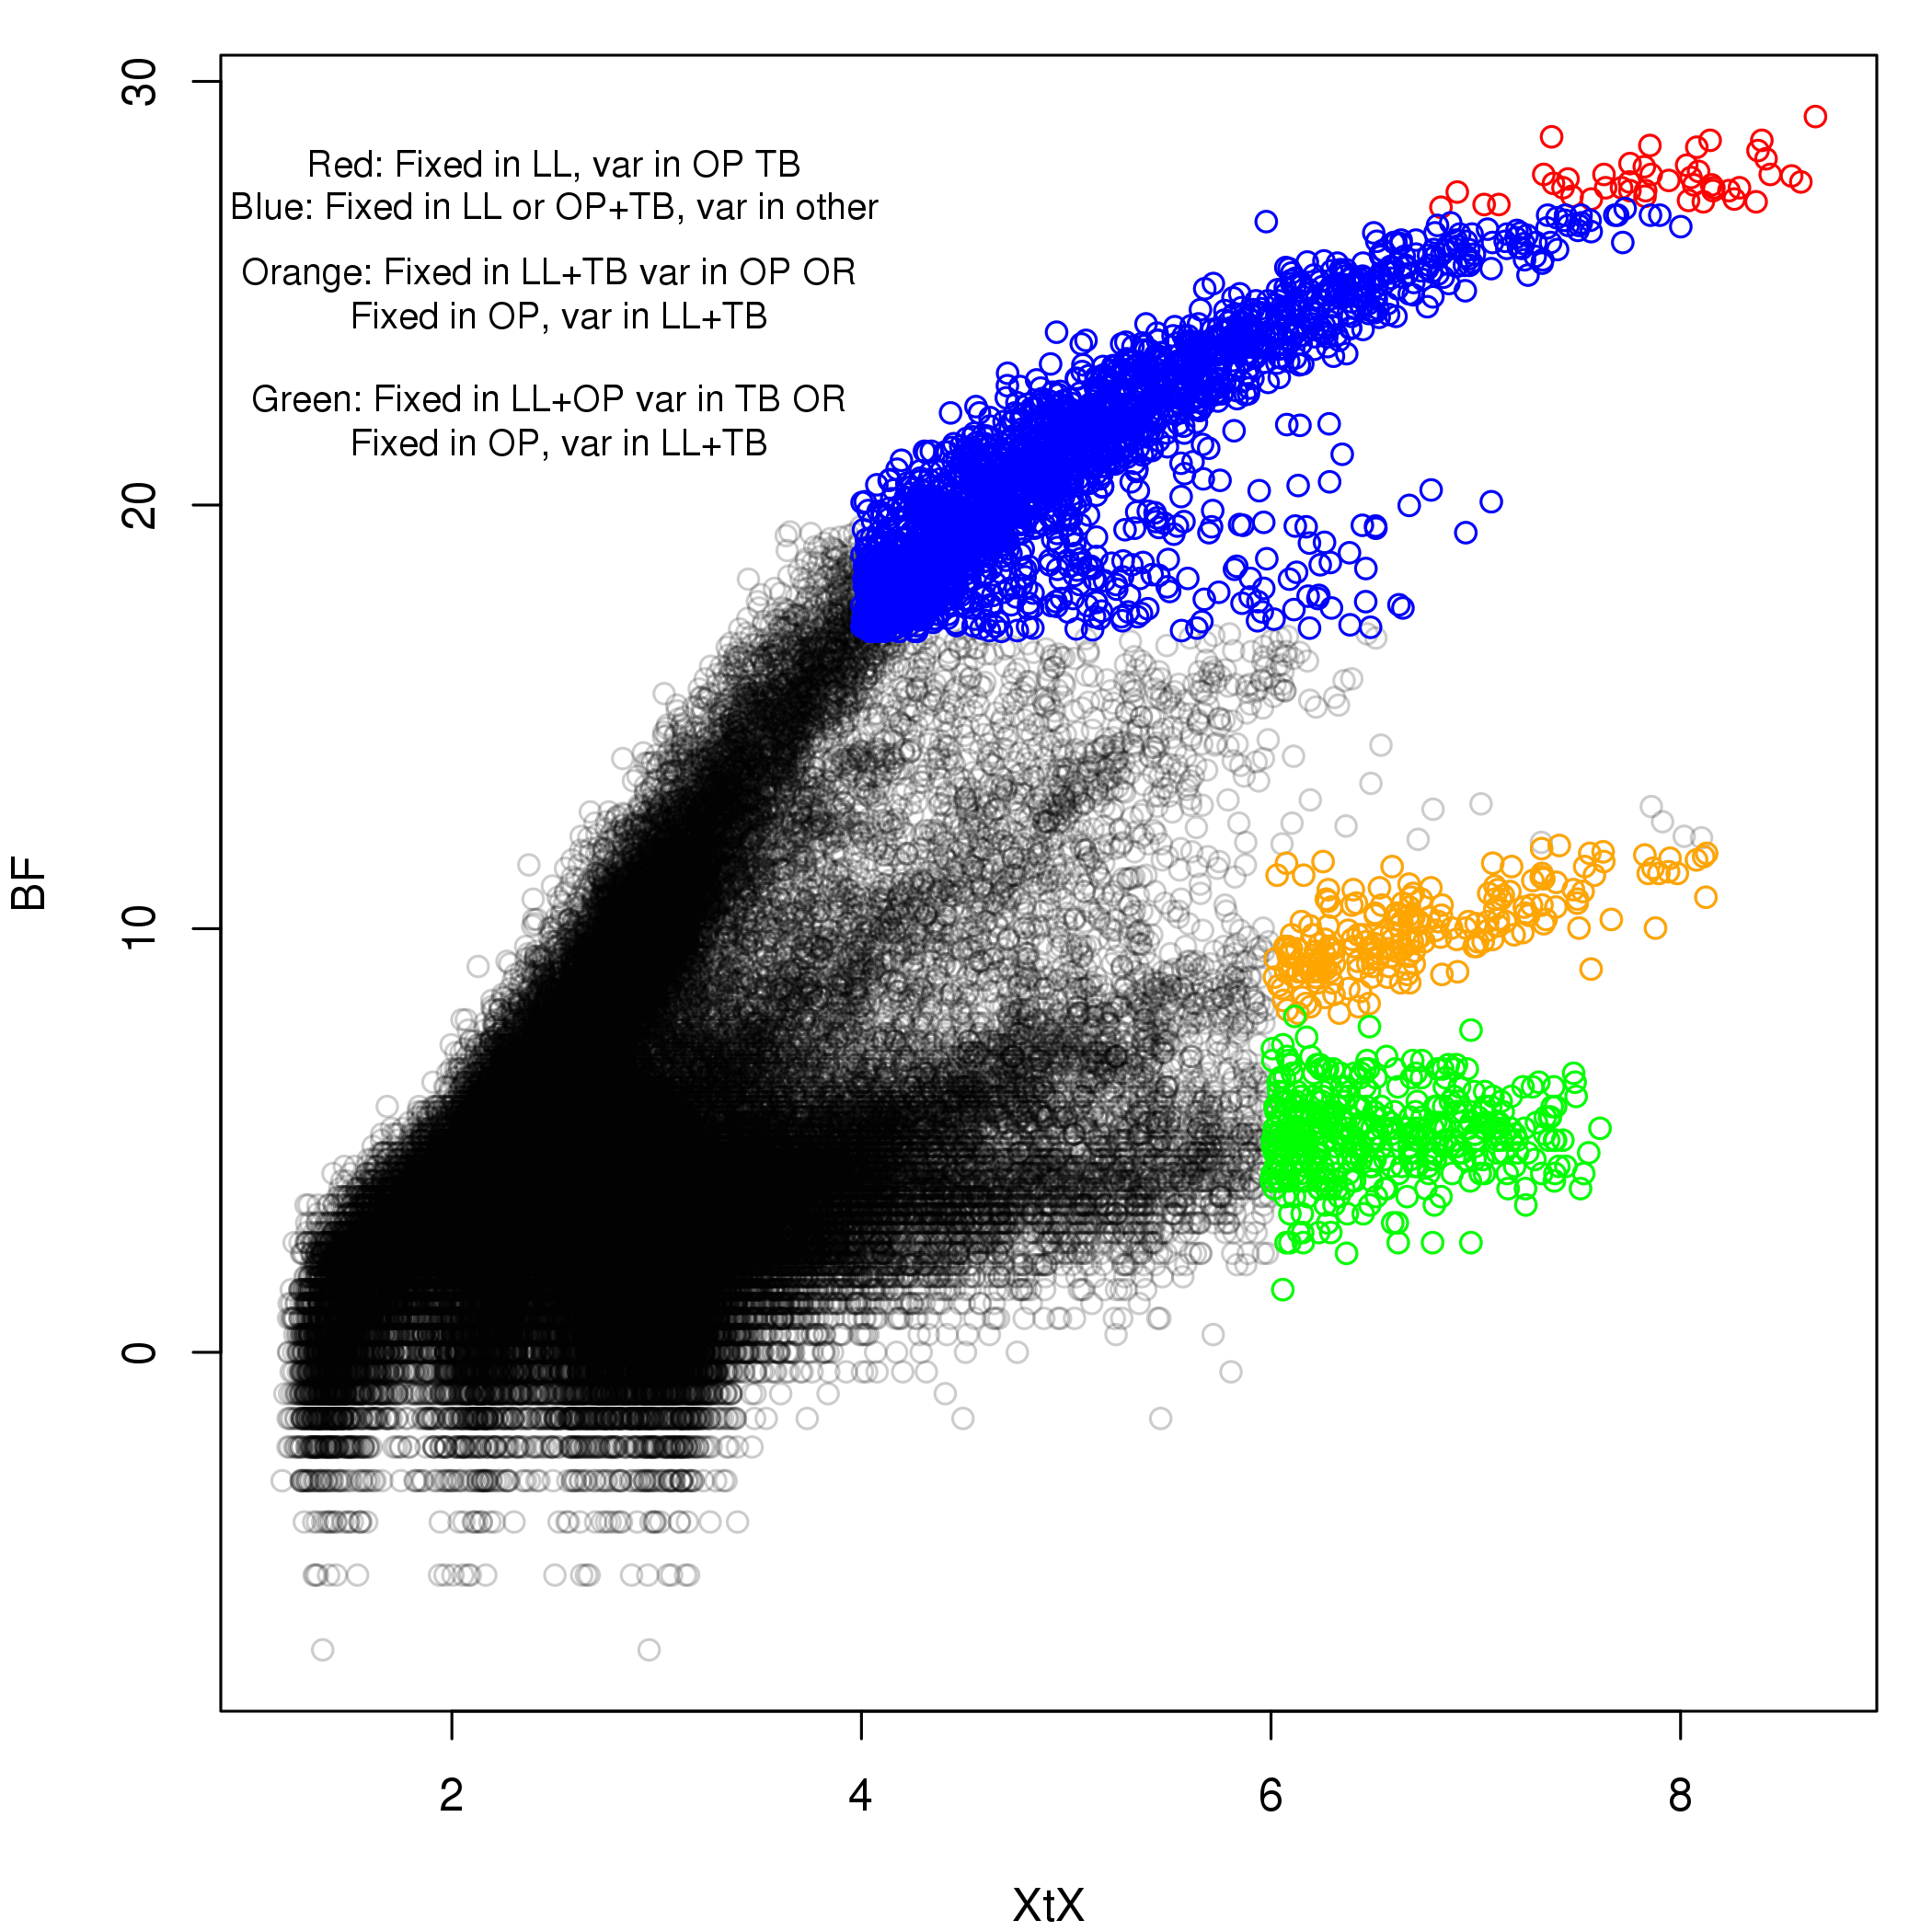 30
20
10
0
BF
Red: Fixed in LL, var in OP TB
Blue: Fixed in LL or OP+TB, var in other
Orange: Fixed in LL+TB var in OP OR
Fixed in OP, var in LL+TB
Green: Fixed in LL+OP var in TB OR
Fixed in OP, var in LL+TB
2 4 6 8
XtX